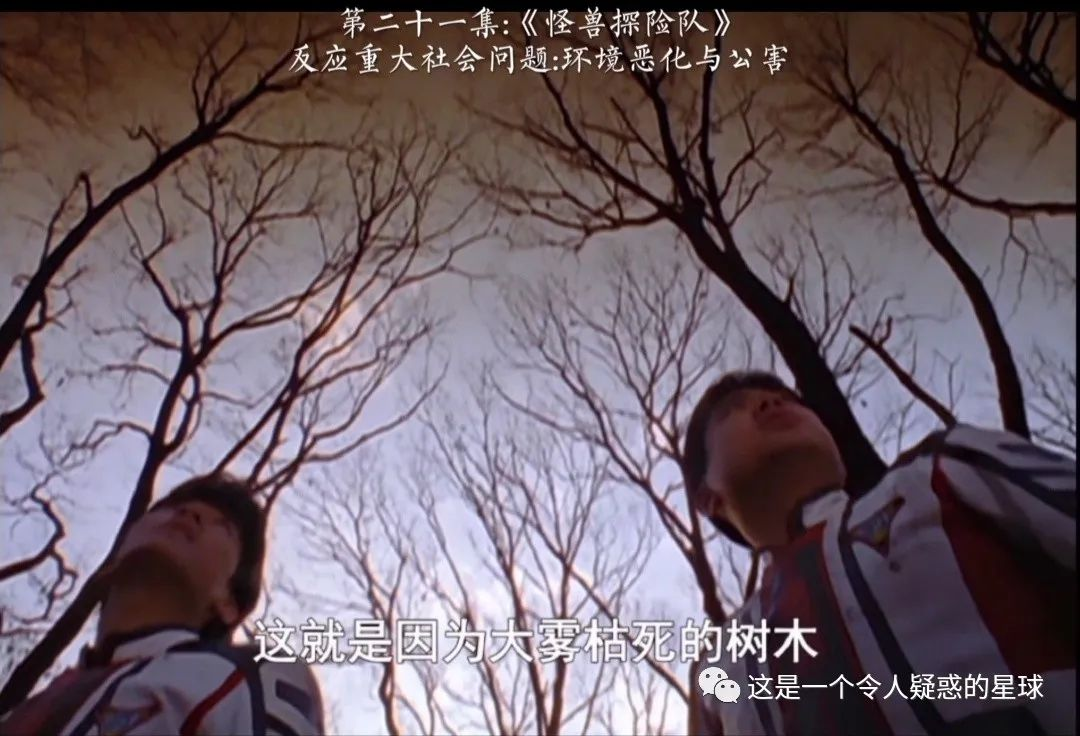 第二十一集:《怪兽探险队》
反应重大社会问题:环境恶化与公害
这就是因为大雾枯死的树木
这是一个令人疑惑的星球